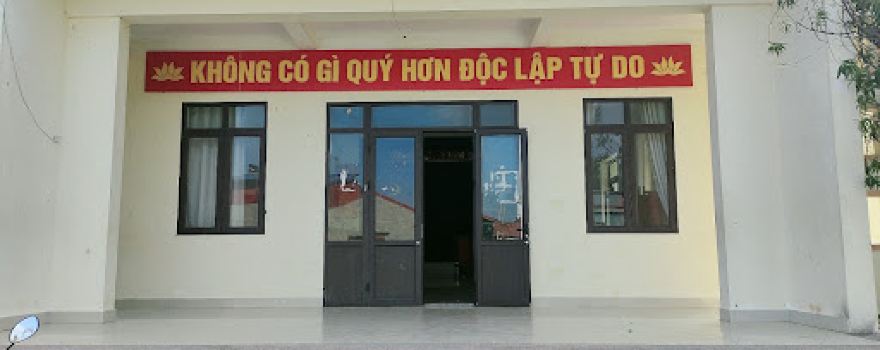 KHÔNG CÓ GÌ QUÝ HƠN ĐỘC LẬP TỰ DO